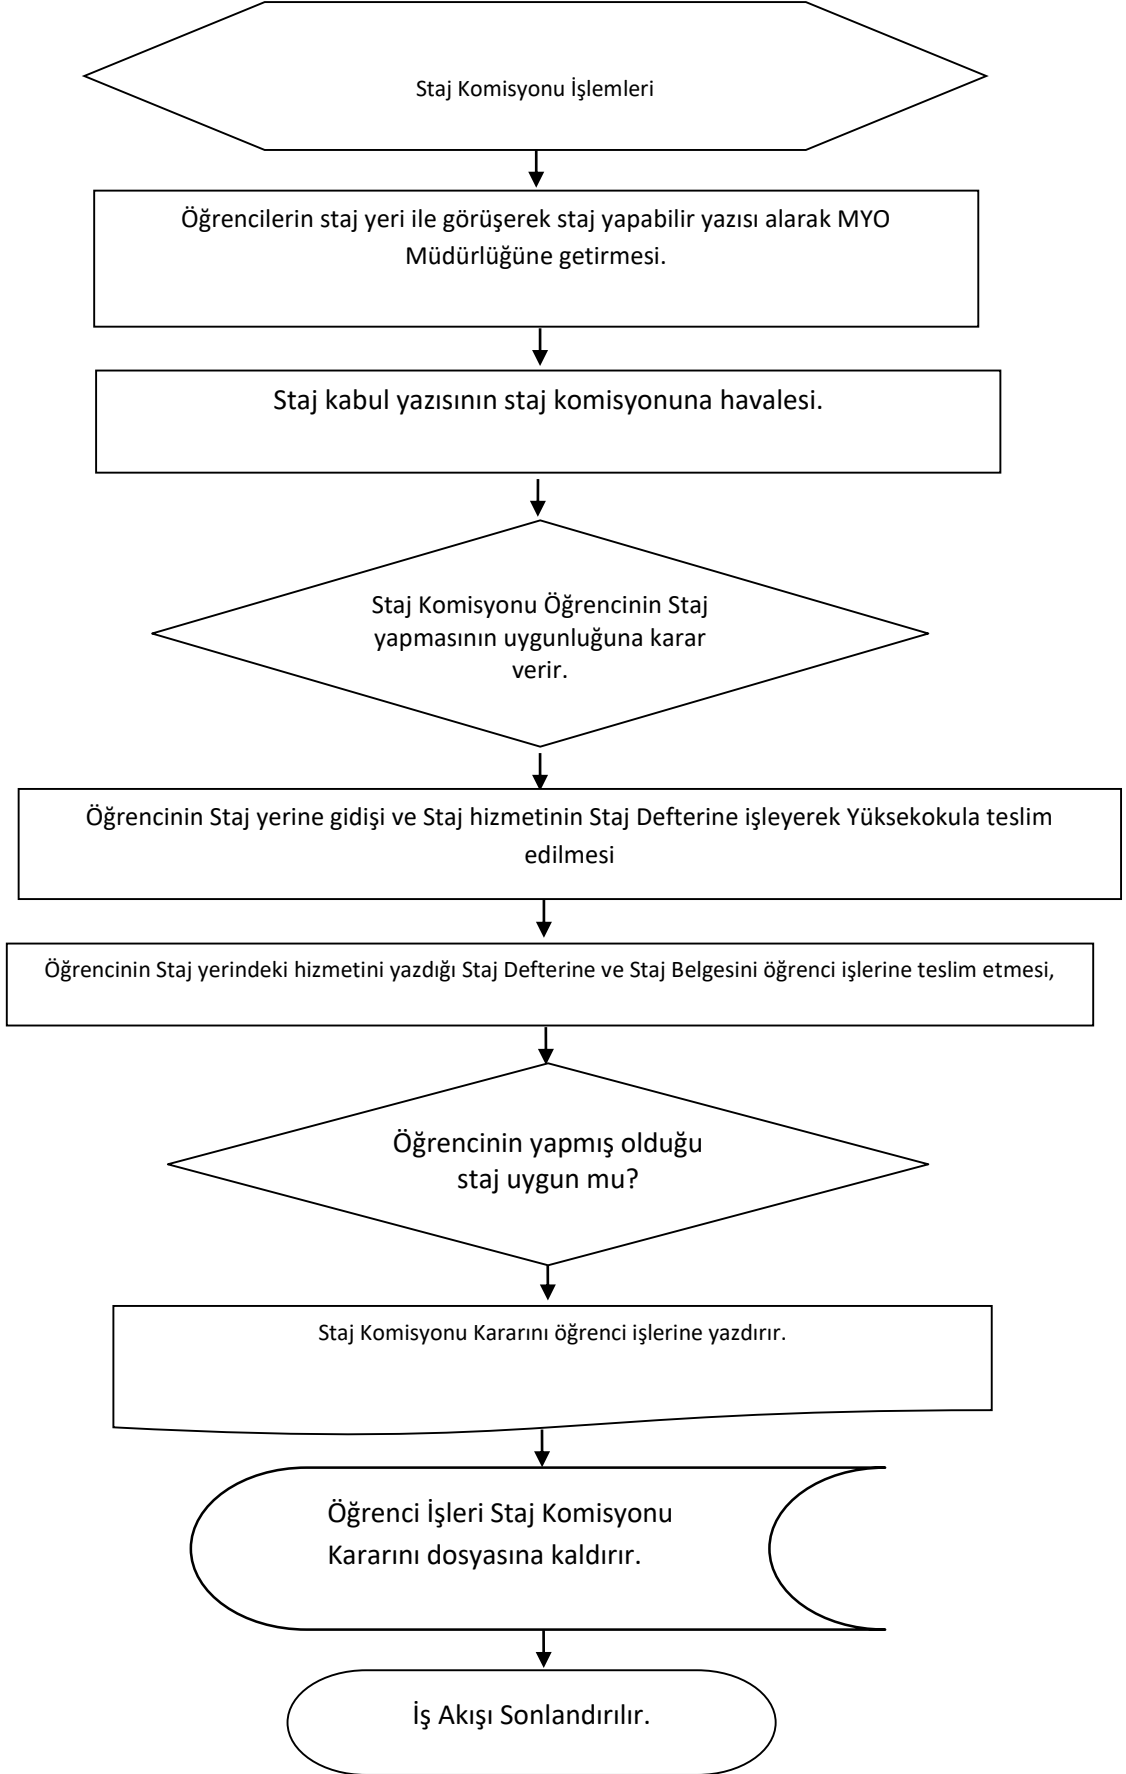 Staj Komisyonu İşlemleri
Öğrencilerin staj yeri ile görüşerek staj yapabilir yazısı alarak MYO
Müdürlüğüne getirmesi.
Staj kabul yazısının staj komisyonuna havalesi.
Staj Komisyonu Öğrencinin Staj
yapmasının uygunluğuna karar
verir.
Öğrencinin Staj yerine gidişi ve Staj hizmetinin Staj Defterine işleyerek Yüksekokula teslim
edilmesi
Öğrencinin Staj yerindeki hizmetini yazdığı Staj Defterine ve Staj Belgesini öğrenci işlerine teslim etmesi,
Öğrencinin yapmış olduğu
staj uygun mu?
Staj Komisyonu Kararını öğrenci işlerine yazdırır.
Öğrenci İşleri Staj Komisyonu
Kararını dosyasına kaldırır.
İş Akışı Sonlandırılır.